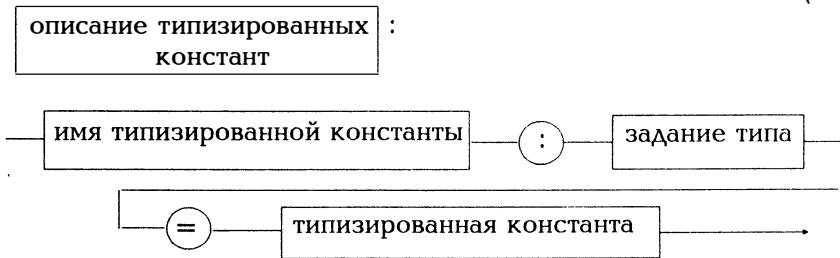 описание типизированных :
констант
имя типизированной константы : задание типа
= типизированная константа